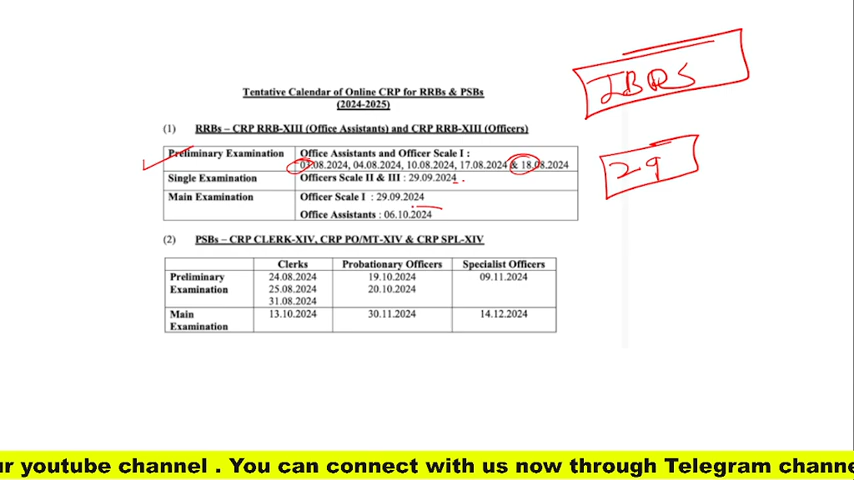 IBPS
Tentative Calendar of Online CRP for RRBs & PSBs
(2024-2025)
(1) RRBs – CRP RRB-XIII (Office Assistants) and CRP RRB-XIII (Officers)
Preliminary Examination Office Assistants and Officer Scale I :
03.08.2024, 04.08.2024, 10.08.2024, 17.08.2024 & 18.08.2024
Single Examination Officers Scale II & III : 29.09.2024
Main Examination Officer Scale I : 29.09.2024
Office Assistants : 06.10.2024
29
(2) PSBs – CRP CLERK-XIV, CRP PO/MT-XIV & CRP SPL-XIV
Clerks Probationary Officers Specialist Officers
Preliminary 24.08.2024 19.10.2024 09.11.2024
Examination 25.08.2024 20.10.2024
31.08.2024
Main 13.10.2024 30.11.2024 14.12.2024
Examination
ur youtube channel . You can connect with us now through Telegram channe